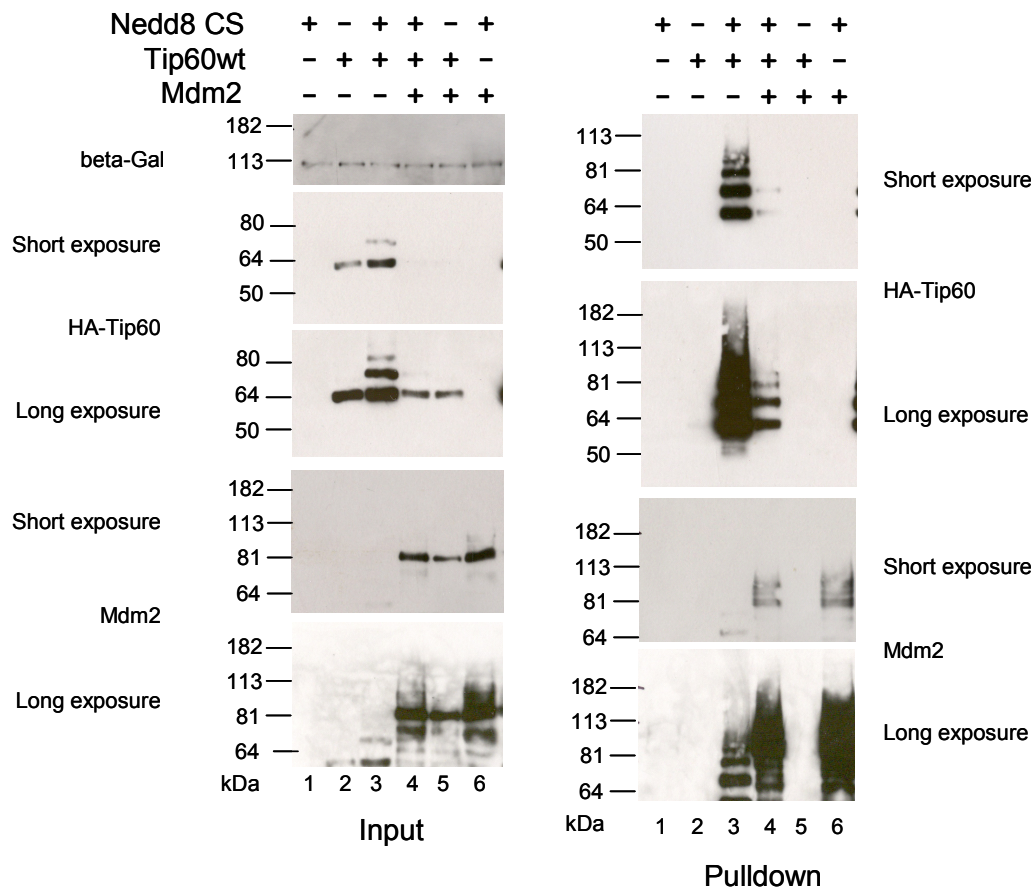 Nedd8 CS + – + + – + + – + + – +
Tip60wt – + + + + – – + + + + –
Mdm2 – – – + + + – – – + + +
182
beta-Gal 113
80
Short exposure 64
50
HA-Tip60
80
Long exposure 64
50
182
Short exposure 113
81
64
Mdm2
182
113
Long exposure 81
64
kDa 1 2 3 4 5 6
Input
113
81 Short exposure
64
50
HA-Tip60
182
113
81
64 Long exposure
50
182
113 Short exposure
81
64
Mdm2
182
113 Long exposure
81
64
kDa 1 2 3 4 5 6
Pulldown